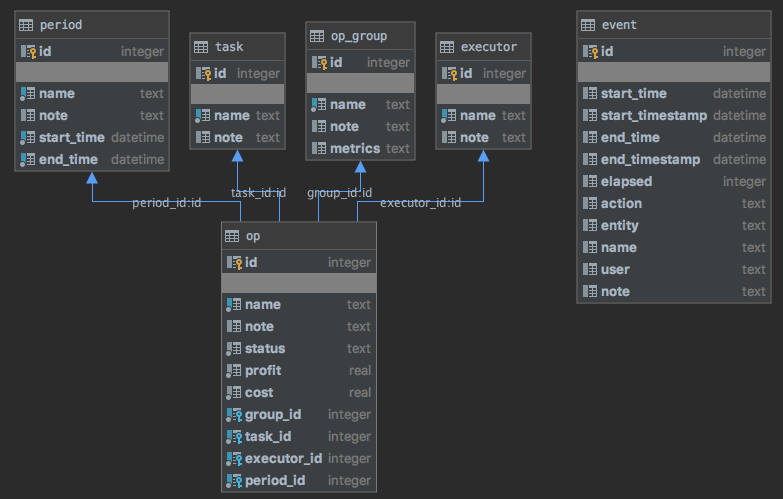 period
id integer
name text
note text
start_time datetime
end_time datetime
task
id integer
name text
note text
op_group
id integer
name text
note text
metrics text
executor
id integer
name text
note text
event
id integer
start_time datetime
start_timestamp datetime
end_time datetime
end_timestamp datetime
elapsed integer
action text
entity text
name text
user text
note text
period_id:id
task_id:id
group_id:id
executor_id:id
op
id integer
name text
note text
status text
profit real
cost real
group_id integer
task_id integer
executor_id integer
period_id integer